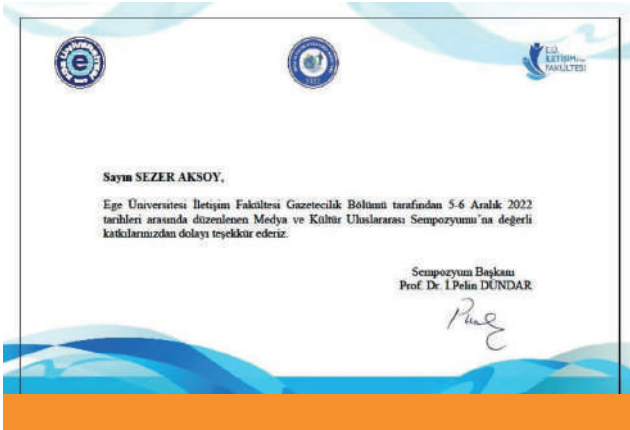 E.Ü.
İLETİŞİM
FAKÜLTESİ
Sayın SEZER AKSOY,
Ege Üniversitesi İletişim Fakültesi Gazetecilik Bölümü tarafından 5-6 Aralık 2022
tarihleri arasında düzenlenen Medya ve Kültür Uluslararası Sempozyumu'na değerli
katkılarınızdan dolayı teşekkür ederiz.
Sempozyum Başkanı
Prof. Dr. İ.Pelin DÜNDAR